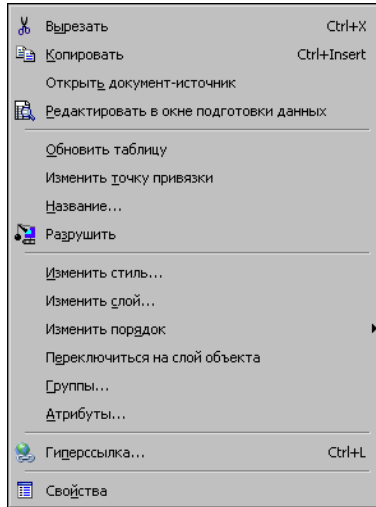 Вырезать Ctrl+X
Копировать Ctrl+Insert
Открыть документ-источник
Редактировать в окне подготовки данных
Обновить таблицу
Изменить точку привязки
Название...
Разрушить
Изменить стиль...
Изменить слой...
Изменить порядок
Переключиться на слой объекта
Группы...
Атрибуты...
Гиперссылка... Ctrl+L
Свойства